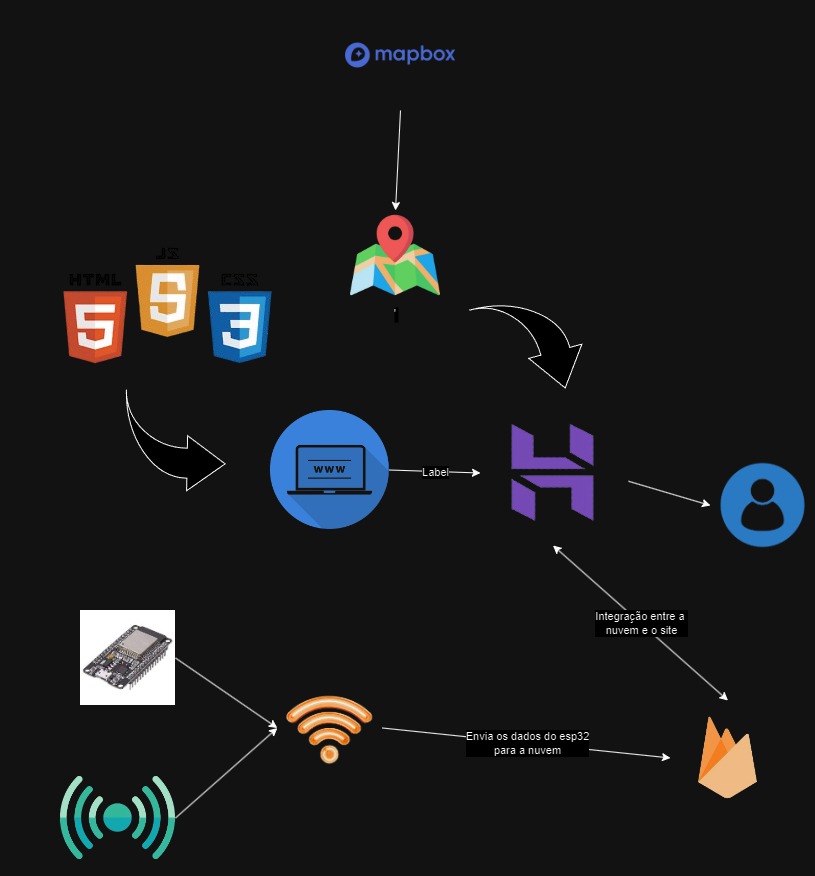 mapbox
JS
HTML
CSS
5
3
www
Label
Integração entre a
nuvem e o site
Envia os dados do esp32
para a nuvem